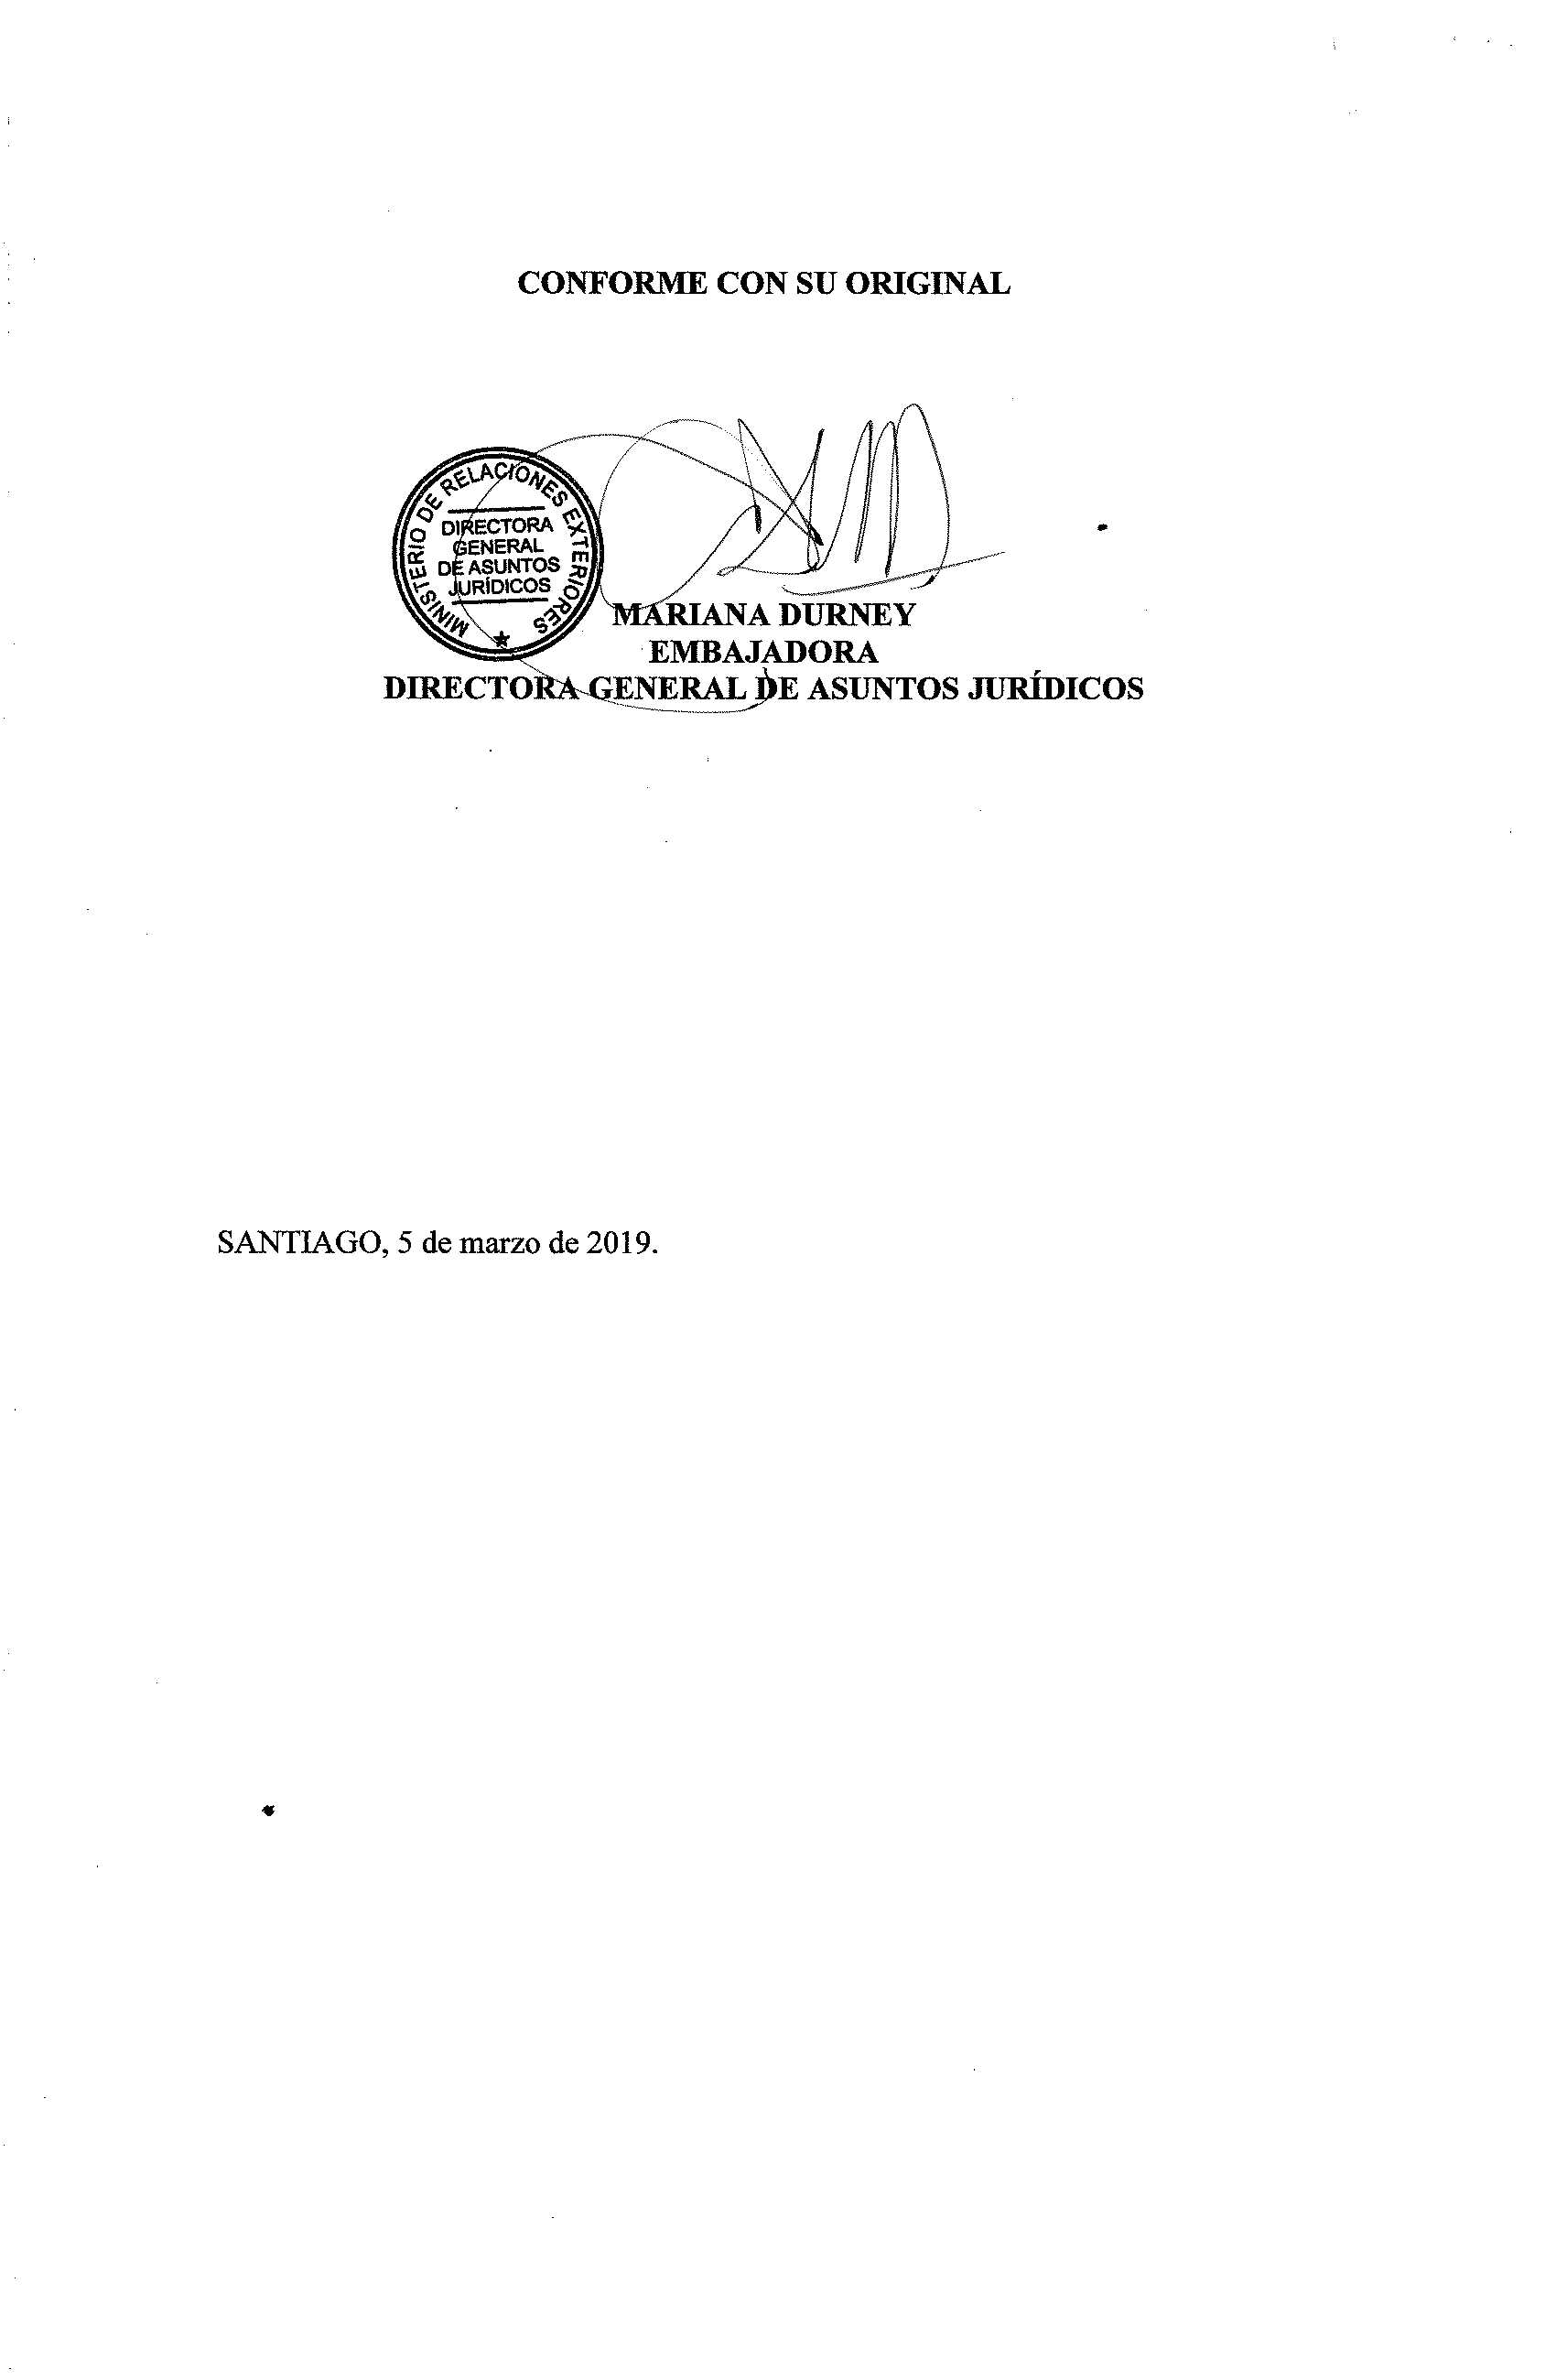 CONFORME CON SU ORIGINAL
MINISTERIO DE RELACIONES EXTERIORES
DIRECTORA
GENERAL
DE ASUNTOS
JURÍDICOS
MARIANA DURNEY
EMBAJADORA
DIRECTORA GENERAL DE ASUNTOS JURÍDICOS
SANTIAGO, 5 de marzo de 2019.